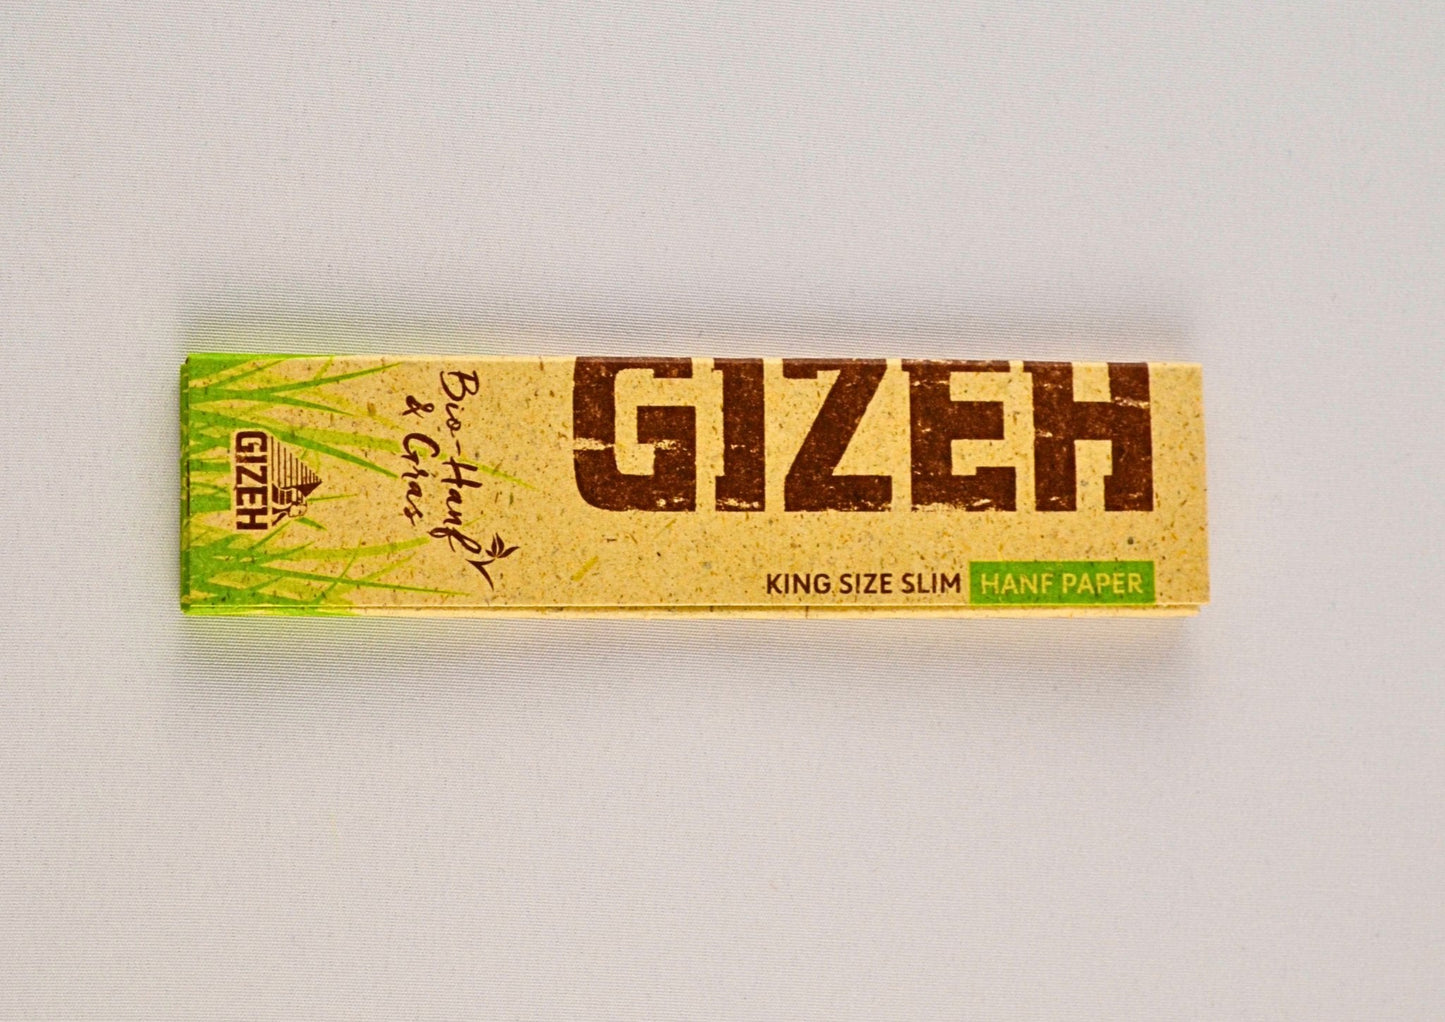 GIZEH
Bio-Hanf
& Gras
GIZEH
KING SIZE SLIM HANF PAPER